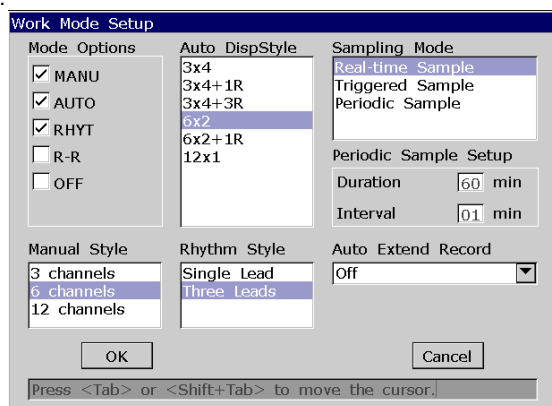 Work Mode Setup
Mode Options
MANU
AUTO
RHYT
R-R
OFF
Auto DispStyle
3x4
3x4+1R
3x4+3R
6x2
6x2+1R
12x1
Sampling Mode
Real-time Sample
Triggered Sample
Periodic Sample
Periodic Sample Setup
Duration 60 min
Interval 01 min
Manual Style
3 channels
6 channels
12 channels
Rhythm Style
Single Lead
Three Leads
Auto Extend Record
Off
OK
Cancel
Press <Tab> or <Shift+Tab> to move the cursor.